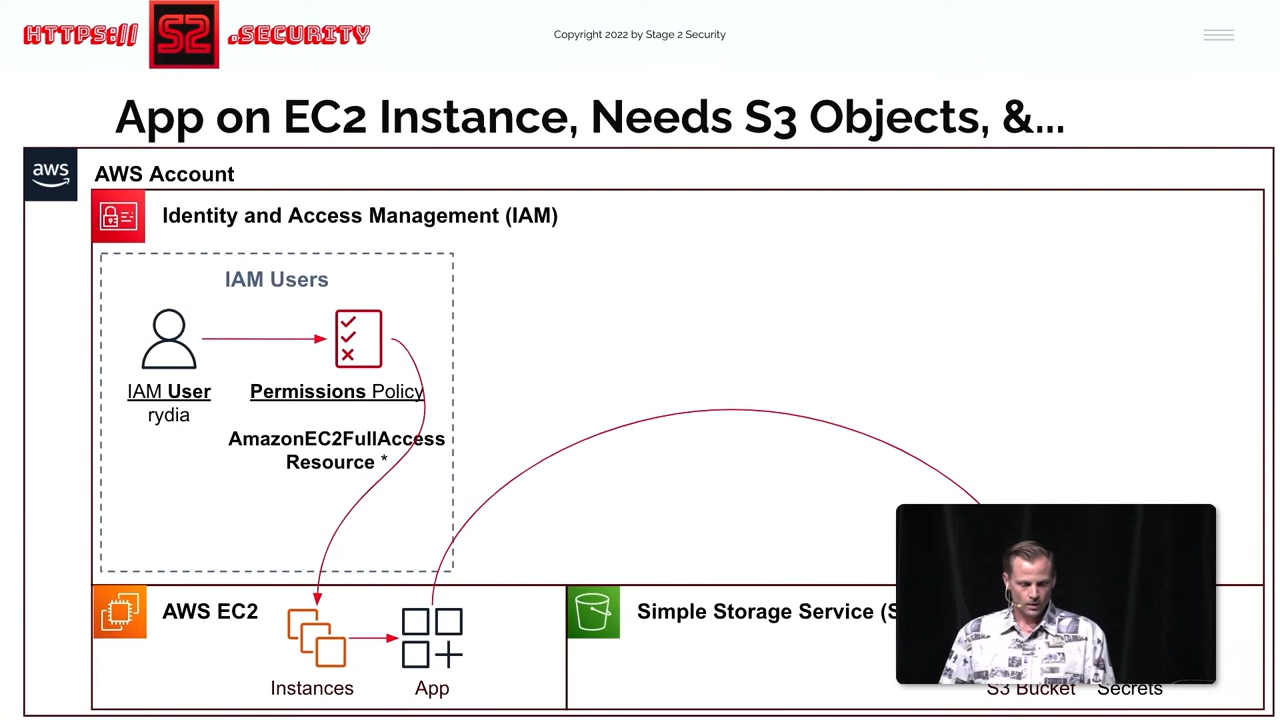 HTTPS:// S2 .SECURITY
Copyright 2022 by Stage 2 Security
App on EC2 Instance, Needs S3 Objects, &...
aws
AWS Account
Identity and Access Management (IAM)
IAM Users
IAM User
rydia
Permissions Policy
AmazonEC2FullAccess
Resource *
AWS EC2
Instances
App
Simple Storage Service (S
S3 Bucket
Secrets